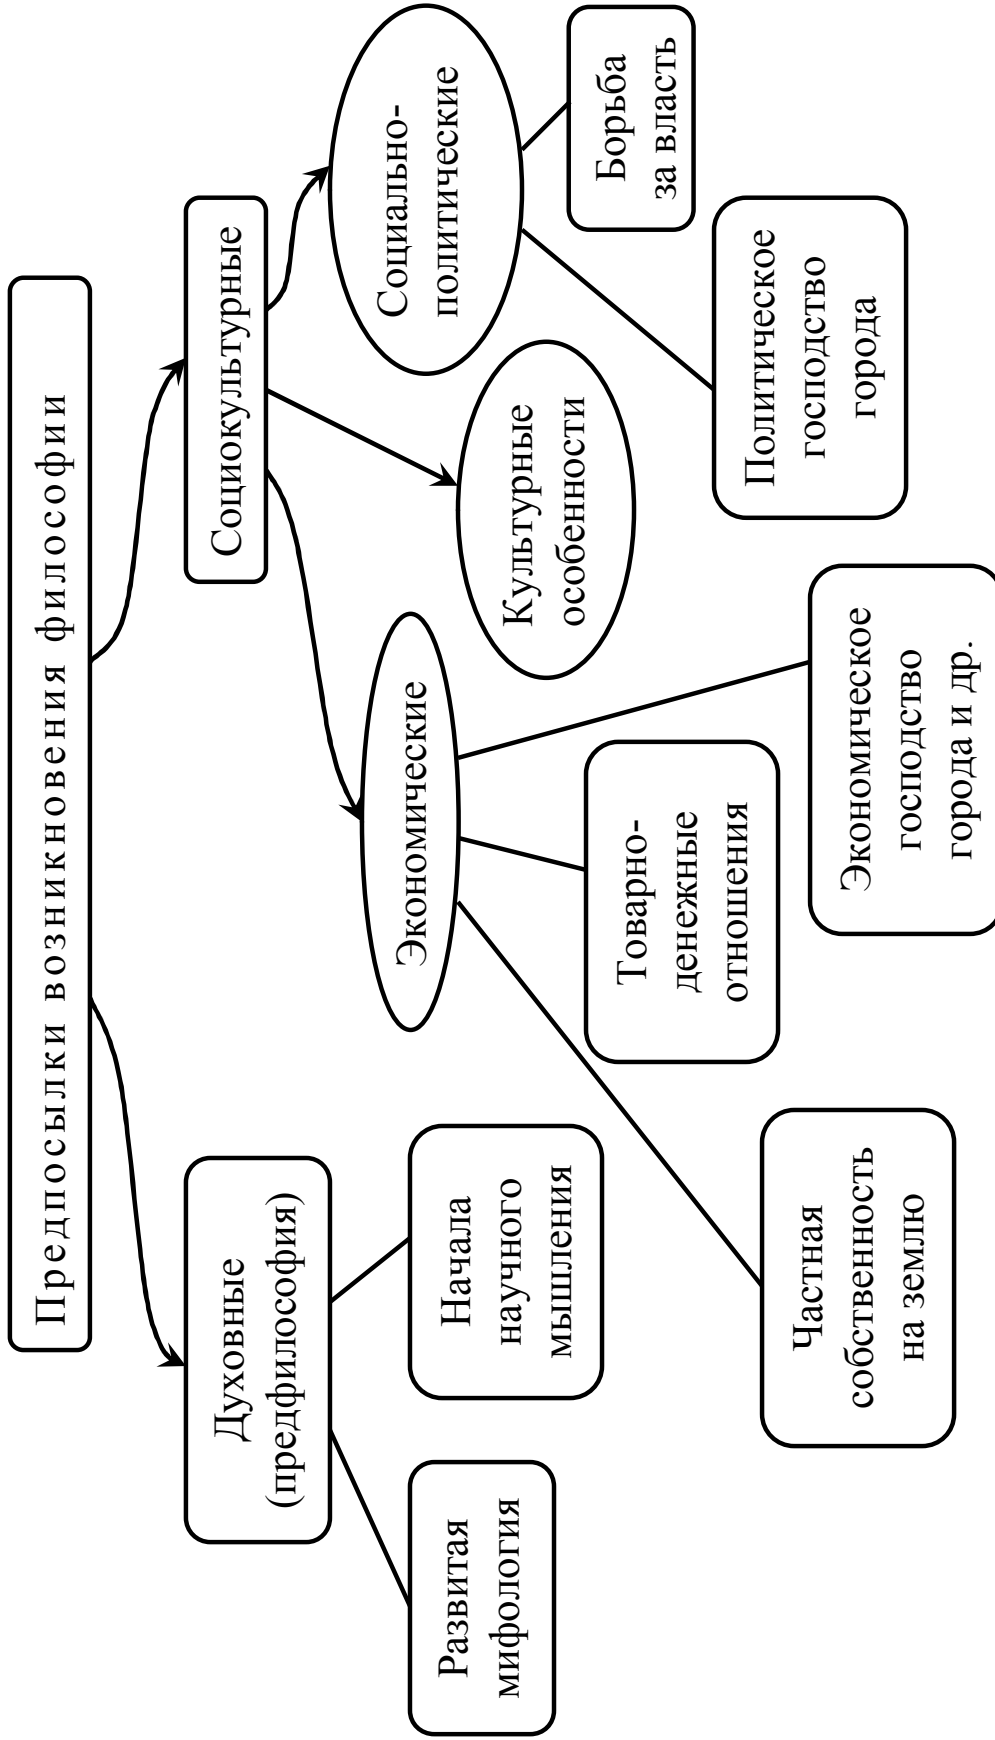 Предпосылки возникновения философии
Духовные
(предфилософия)
Социокультурные
Развитая
мифология
Начала
научного
мышления
Экономические
Культурные
особенности
Социально-
политические
Частная
собственность
на землю
Товарно-
денежные
отношения
Экономическое
господство
города и др.
Политическое
господство
города
Борьба
за власть